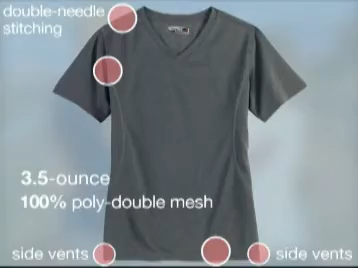 double-needle
stitching
3.5-ounce
100% poly-double mesh
side vents
side vents